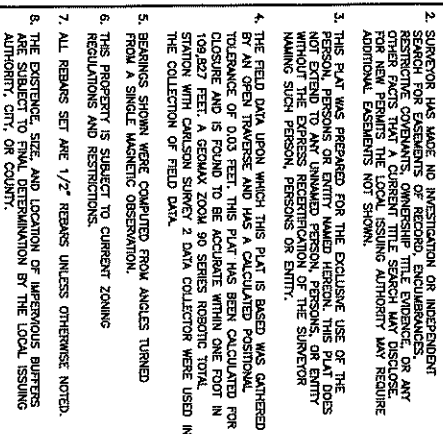 2. SURVEYOR HAS MADE NO INVESTIGATION OR INDEPENDENT
SEARCH FOR EASEMENTS OF RECORD, ENCUMBRANCES,
RESTRICTIVE COVENANTS, OWNERSHIP TITLE EVIDENCE, OR ANY
OTHER FACTS THAT A CURRENT TITLE SEARCH MAY DISCLOSE.
FOR NEW PERMITS THE LOCAL ISSUING AUTHORITY MAY REQUIRE
ADDITIONAL EASEMENTS NOT SHOWN.
3. THIS PLAT WAS PREPARED FOR THE EXCLUSIVE USE OF THE
PERSON, PERSONS OR ENTITY NAMED HEREON. THIS PLAT DOES
NOT EXTEND TO ANY UNNAMED PERSON, PERSONS, OR ENTITY
WITHOUT THE EXPRESS RECERTIFICATION OF THE SURVEYOR
NAMING SUCH PERSON, PERSONS OR ENTITY.
4. THE FIELD DATA UPON WHICH THIS PLAT IS BASED WAS GATHERED
BY AN OPEN TRAVERSE AND HAS A CALCULATED POSITIONAL
TOLERANCE OF 0.03 FEET. THIS PLAT HAS BEEN CALCULATED FOR
CLOSURE AND IS FOUND TO BE ACCURATE WITHIN ONE FOOT IN
109,827 FEET. A GEOMAX ZOOM 90 SERIES ROBOTIC TOTAL
STATION WITH CARLSON SURVEY 2 DATA COLLECTOR WERE USED IN
THE COLLECTION OF FIELD DATA.
5. BEARINGS SHOWN WERE COMPUTED FROM ANGLES TURNED
FROM A SINGLE MAGNETIC OBSERVATION.
6. THIS PROPERTY IS SUBJECT TO CURRENT ZONING
REGULATIONS AND RESTRICTIONS.
7. ALL REBARS SET ARE 1/2" REBARS UNLESS OTHERWISE NOTED.
8. THE EXISTENCE, SIZE, AND LOCATION OF IMPERVIOUS BUFFERS
ARE SUBJECT TO FINAL DETERMINATION BY THE LOCAL ISSUING
AUTHORITY, CITY, OR COUNTY.